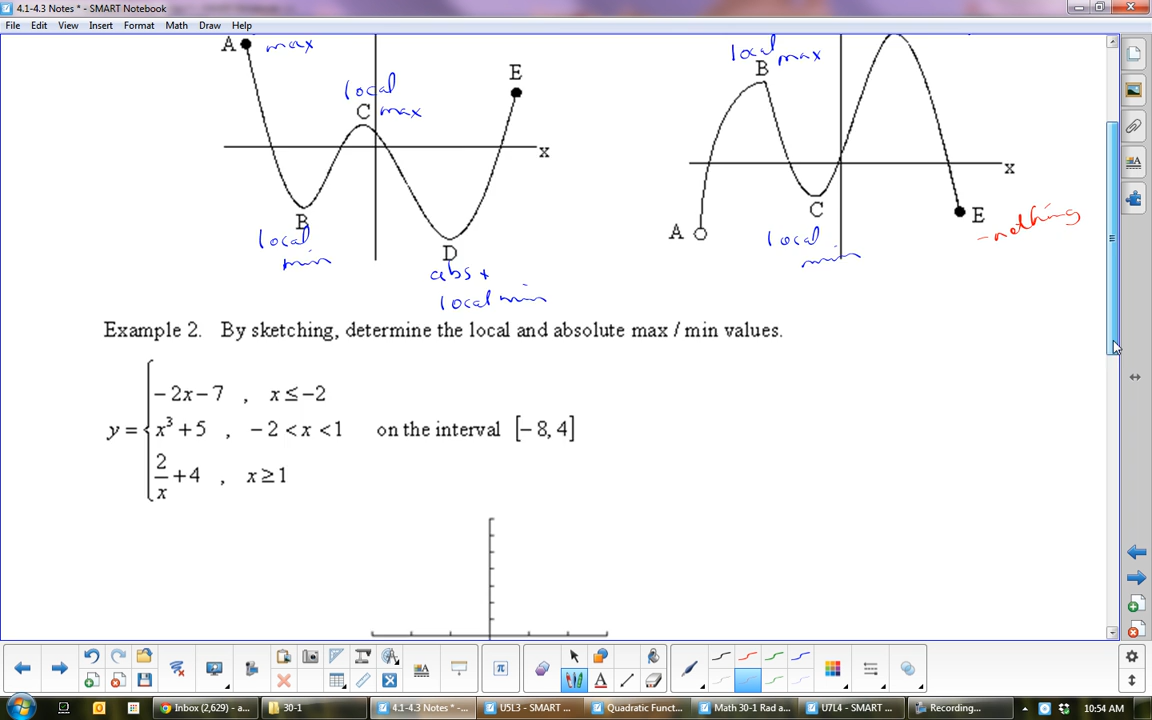 4.1-4.3 Notes * - SMART Notebook
File Edit View Insert Format Math Draw Help
A max
local
max
C
E
x
B
local
min
D
abs +
local min
local max
B
x
C
local
min
A
E
- nothing
Example 2. By sketching, determine the local and absolute max / min values.
y = { -2x - 7 , x ≤ -2
x³ + 5 , -2 < x < 1 on the interval [-8, 4]
2/x + 4 , x ≥ 1
A
π
Inbox (2,629) - a...
30-1
4.1-4.3 Notes * -...
U5L3 - SMART ...
Quadratic Funct...
Math 30-1 Rad a...
U7L4 - SMART ...
Recording...
10:54 AM